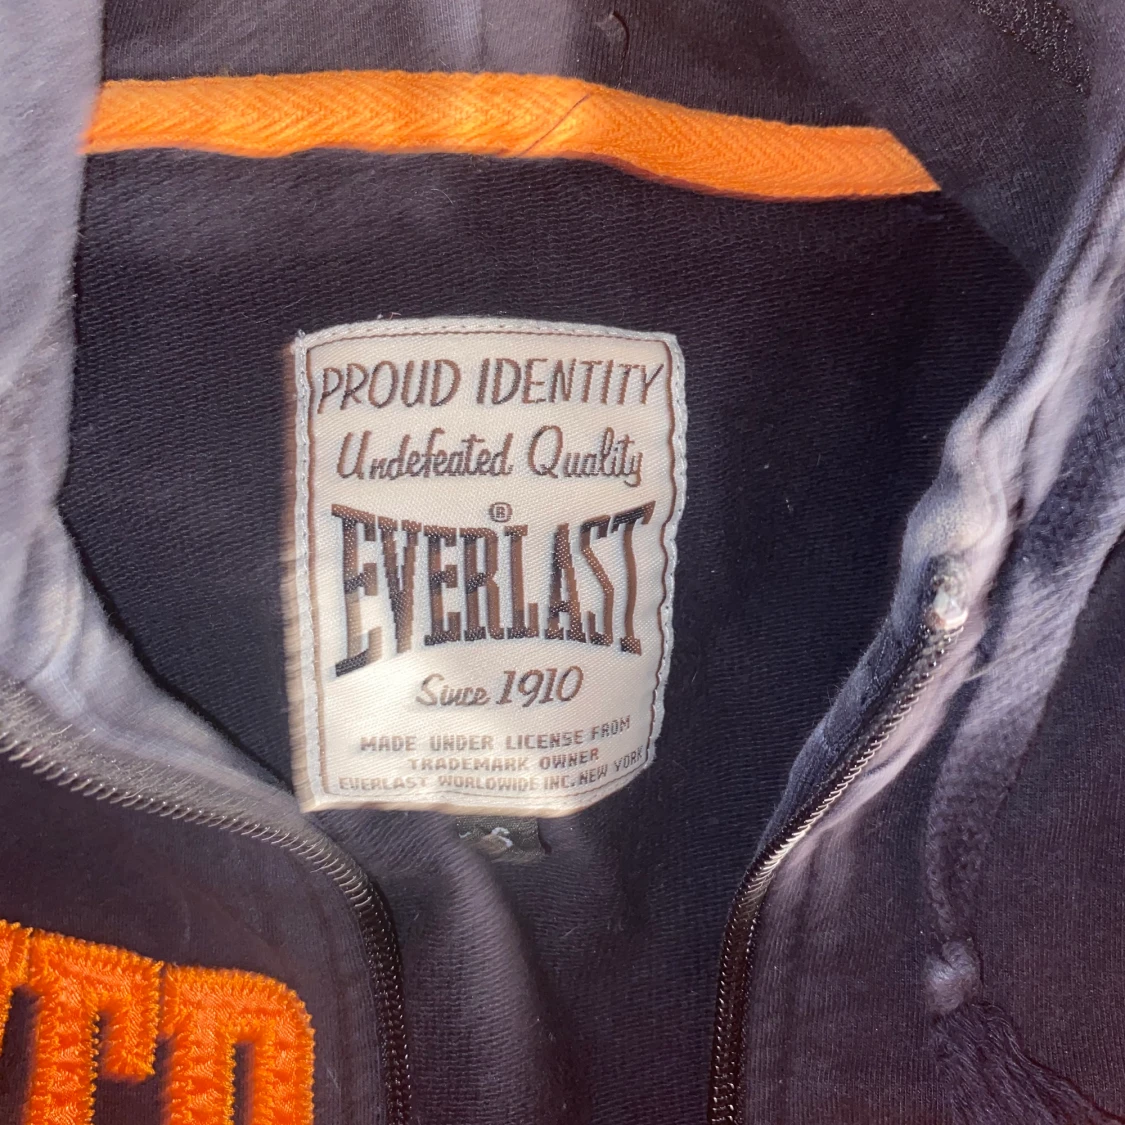 PROUD IDENTITY
Undefeated Quality
®
EVERLAST
Since 1910
MADE UNDER LICENSE FROM
TRADEMARK OWNER
EVERLAST WORLDWIDE INC. NEW YORK